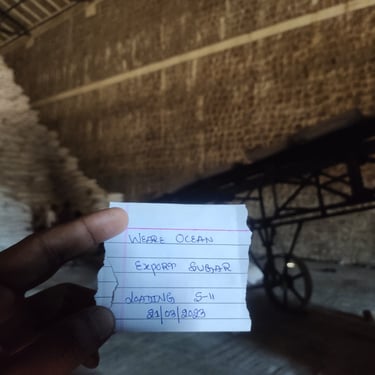 WEARE OCEAN
EXPORT SUGAR
LOADING S-11
21/03/2023